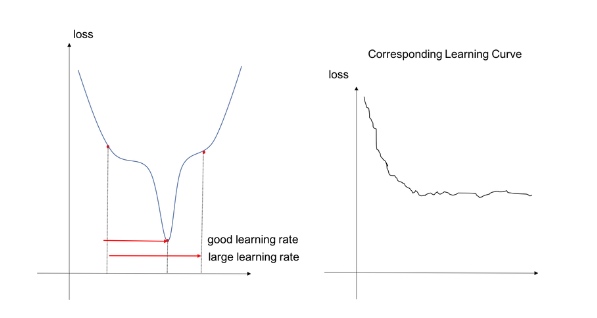 loss
good learning rate
large learning rate
Corresponding Learning Curve
loss